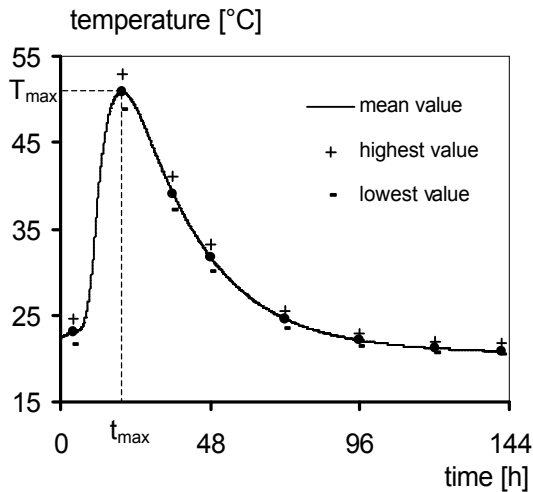 temperature [°C]
55
Tmax
45
35
25
15
mean value
highest value
lowest value
0
tmax
48
96
144
time [h]